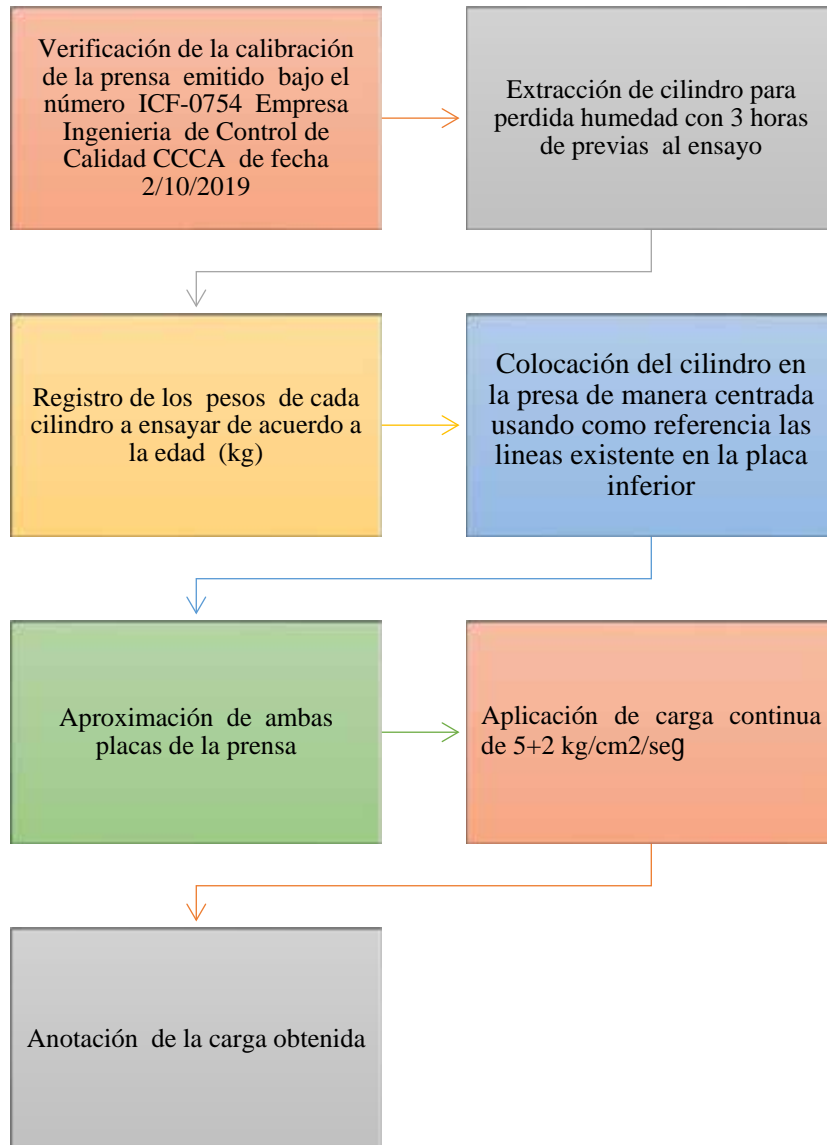 Verificación de la calibración
de la prensa emitido bajo el
número ICF-0754 Empresa
Ingenieria de Control de
Calidad CCCA de fecha
2/10/2019
Extracción de cilindro para
perdida humedad con 3 horas
de previas al ensayo
Registro de los pesos de cada
cilindro a ensayar de acuerdo a
la edad (kg)
Colocación del cilindro en
la presa de manera centrada
usando como referencia las
lineas existente en la placa
inferior
Aproximación de ambas
placas de la prensa
Aplicación de carga continua
de 5+2 kg/cm2/seg
Anotación de la carga obtenida